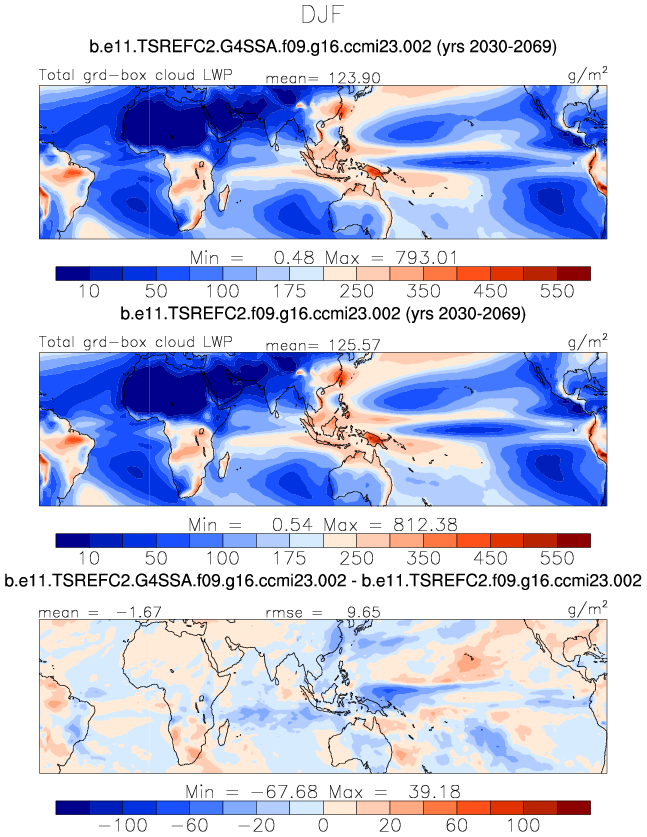 DJF
b.e11.TSREFC2.G4SSA.f09.g16.ccmi23.002 (yrs 2030-2069)
Total grd-box cloud LWP mean= 123.90 g/m²
Min = 0.48 Max = 793.01
10 50 100 175 250 350 450 550
b.e11.TSREFC2.f09.g16.ccmi23.002 (yrs 2030-2069)
Total grd-box cloud LWP mean= 125.57 g/m²
Min = 0.54 Max = 812.38
10 50 100 175 250 350 450 550
b.e11.TSREFC2.G4SSA.f09.g16.ccmi23.002 - b.e11.TSREFC2.f09.g16.ccmi23.002
mean = -1.67 rmse = 9.65 g/m²
Min = -67.68 Max = 39.18
-100 -60 -20 0 20 60 100